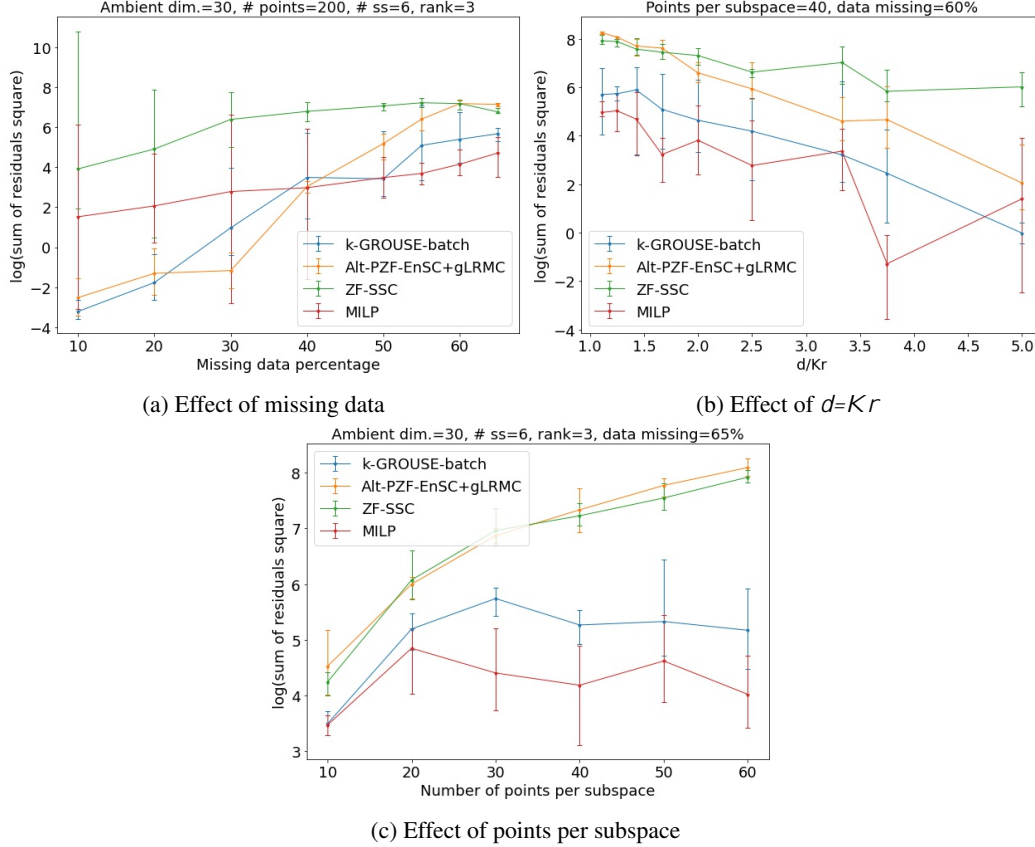 Ambient dim.=30, # points=200, # ss=6, rank=3
log(sum of residuals square)
10
8
6
4
2
0
−2
−4
k-GROUSE-batch
Alt-PZF-EnSC+gLRMC
ZF-SSC
MILP
10 20 30 40 50 60
Missing data percentage
(a) Effect of missing data
Points per subspace=40, data missing=60%
log(sum of residuals square)
8
6
4
2
0
−2
−4
k-GROUSE-batch
Alt-PZF-EnSC+gLRMC
ZF-SSC
MILP
1.0 1.5 2.0 2.5 3.0 3.5 4.0 4.5 5.0
d/Kr
(b) Effect of d=Kr
Ambient dim.=30, # ss=6, rank=3, data missing=65%
log(sum of residuals square)
8
7
6
5
4
3
k-GROUSE-batch
Alt-PZF-EnSC+gLRMC
ZF-SSC
MILP
10 20 30 40 50 60
Number of points per subspace
(c) Effect of points per subspace